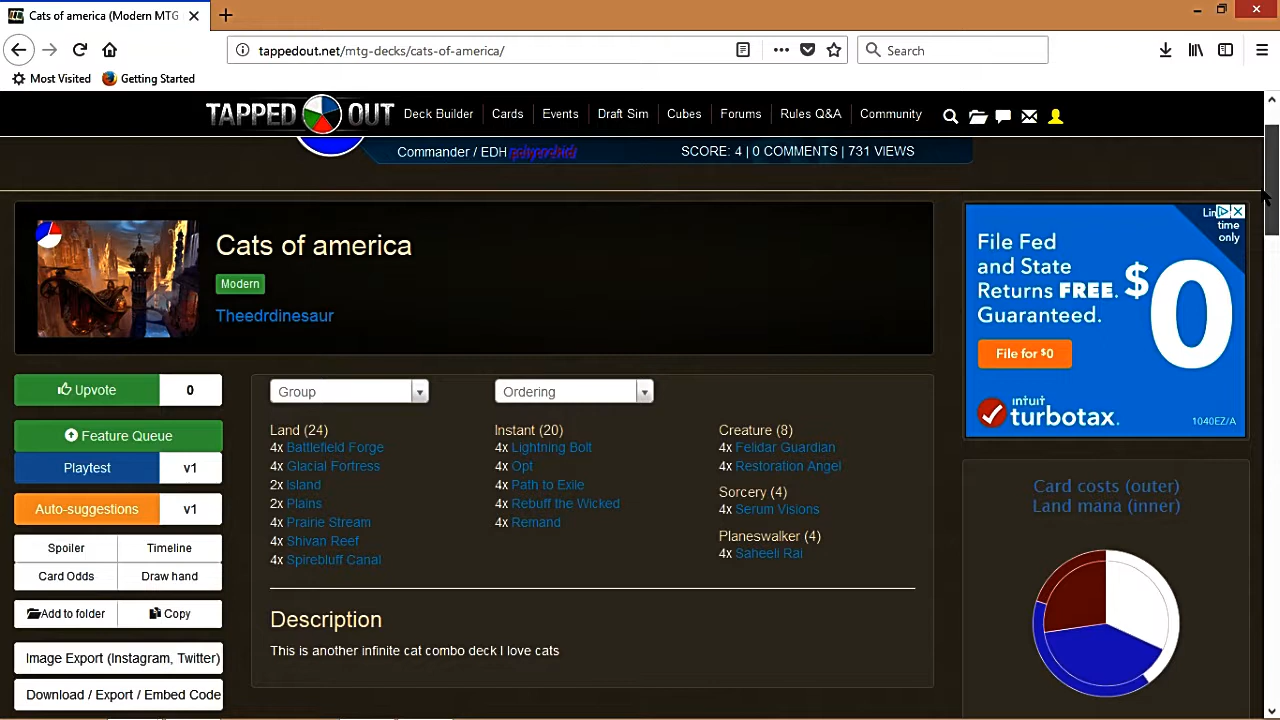 Cats of america (Modern MTG
tappedout.net/mtg-decks/cats-of-america/
Search
Most Visited
Getting Started
TAPPED OUT
Deck Builder
Cards
Events
Draft Sim
Cubes
Forums
Rules Q&A
Community
Commander / EDH
SCORE: 4 | 0 COMMENTS | 731 VIEWS
Cats of america
Modern
Theedrdinesaur
Upvote
0
Feature Queue
Playtest
v1
Auto-suggestions
v1
Spoiler
Timeline
Card Odds
Draw hand
Add to folder
Copy
Image Export (Instagram, Twitter)
Download / Export / Embed Code
Group
Ordering
Land (24)
4x Battlefield Forge
4x Glacial Fortress
2x Island
2x Plains
4x Prairie Stream
4x Shivan Reef
4x Spirebluff Canal
Instant (20)
4x Lightning Bolt
4x Opt
4x Path to Exile
4x Rebuff the Wicked
4x Remand
Creature (8)
4x Felidar Guardian
4x Restoration Angel
Sorcery (4)
4x Serum Visions
Planeswalker (4)
4x Saheeli Rai
Description
This is another infinite cat combo deck I love cats
time
only
File Fed
and State
Returns FREE.
Guaranteed.
$0
File for $0
intuit
turbotax.
1040EZ/A
Card costs (outer)
Land mana (inner)